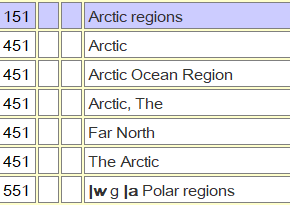 151 Arctic regions
451 Arctic
451 Arctic Ocean Region
451 Arctic, The
451 Far North
451 The Arctic
551 |w g |a Polar regions